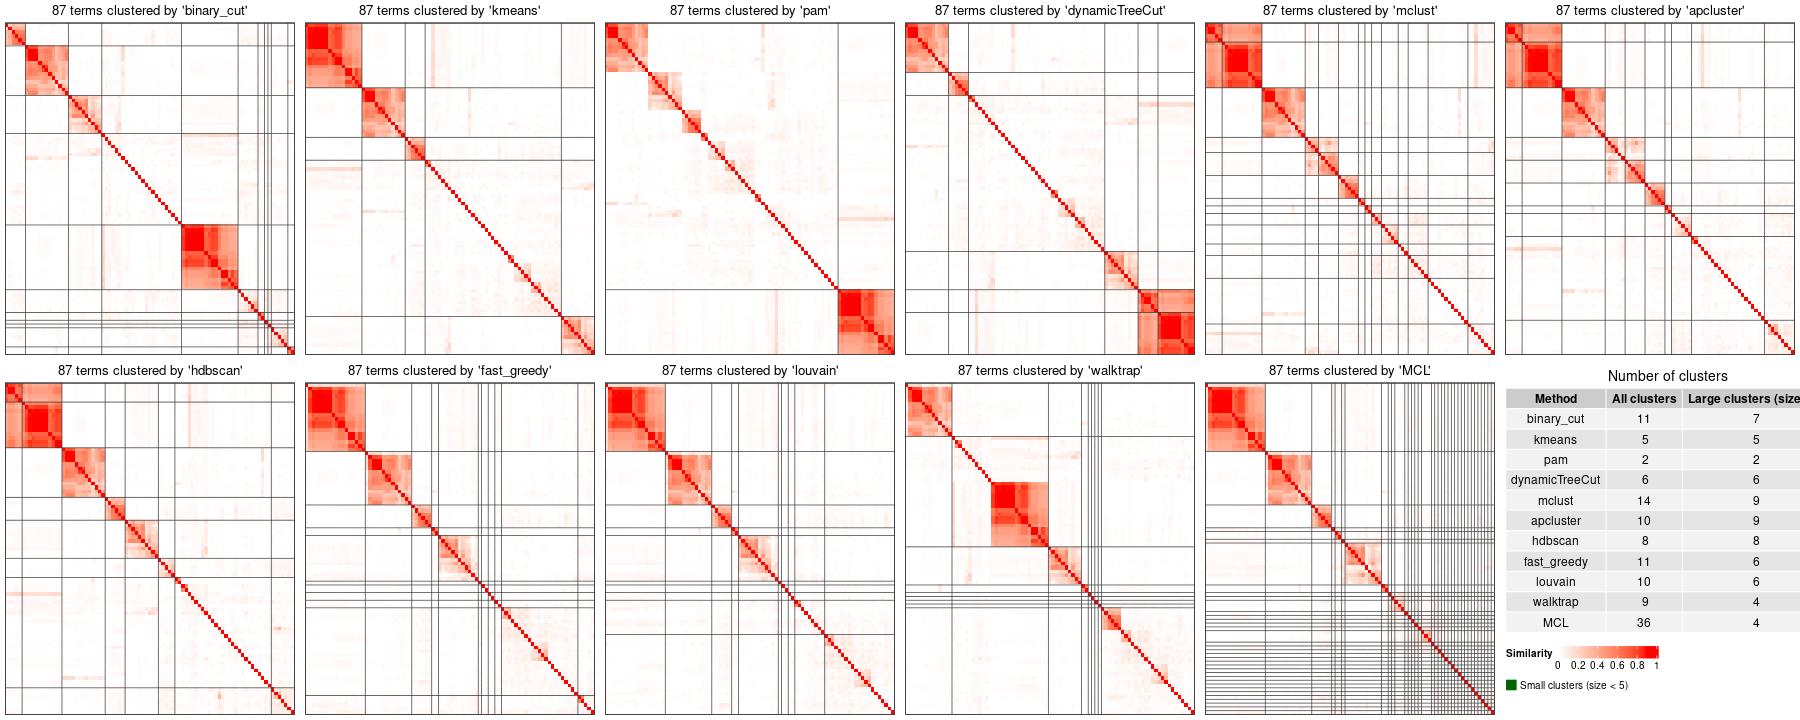 87 terms clustered by 'binary_cut'
87 terms clustered by 'kmeans'
87 terms clustered by 'pam'
87 terms clustered by 'dynamicTreeCut'
87 terms clustered by 'mclust'
87 terms clustered by 'apcluster'
87 terms clustered by 'hdbscan'
87 terms clustered by 'fast_greedy'
87 terms clustered by 'louvain'
87 terms clustered by 'walktrap'
87 terms clustered by 'MCL'
Number of clusters
Method All clusters Large clusters (size
binary_cut 11 7
kmeans 5 5
pam 2 2
dynamicTreeCut 6 6
mclust 14 9
apcluster 10 9
hdbscan 8 8
fast_greedy 11 6
louvain 10 6
walktrap 9 4
MCL 36 4
Similarity
0 0.2 0.4 0.6 0.8 1
Small clusters (size < 5)